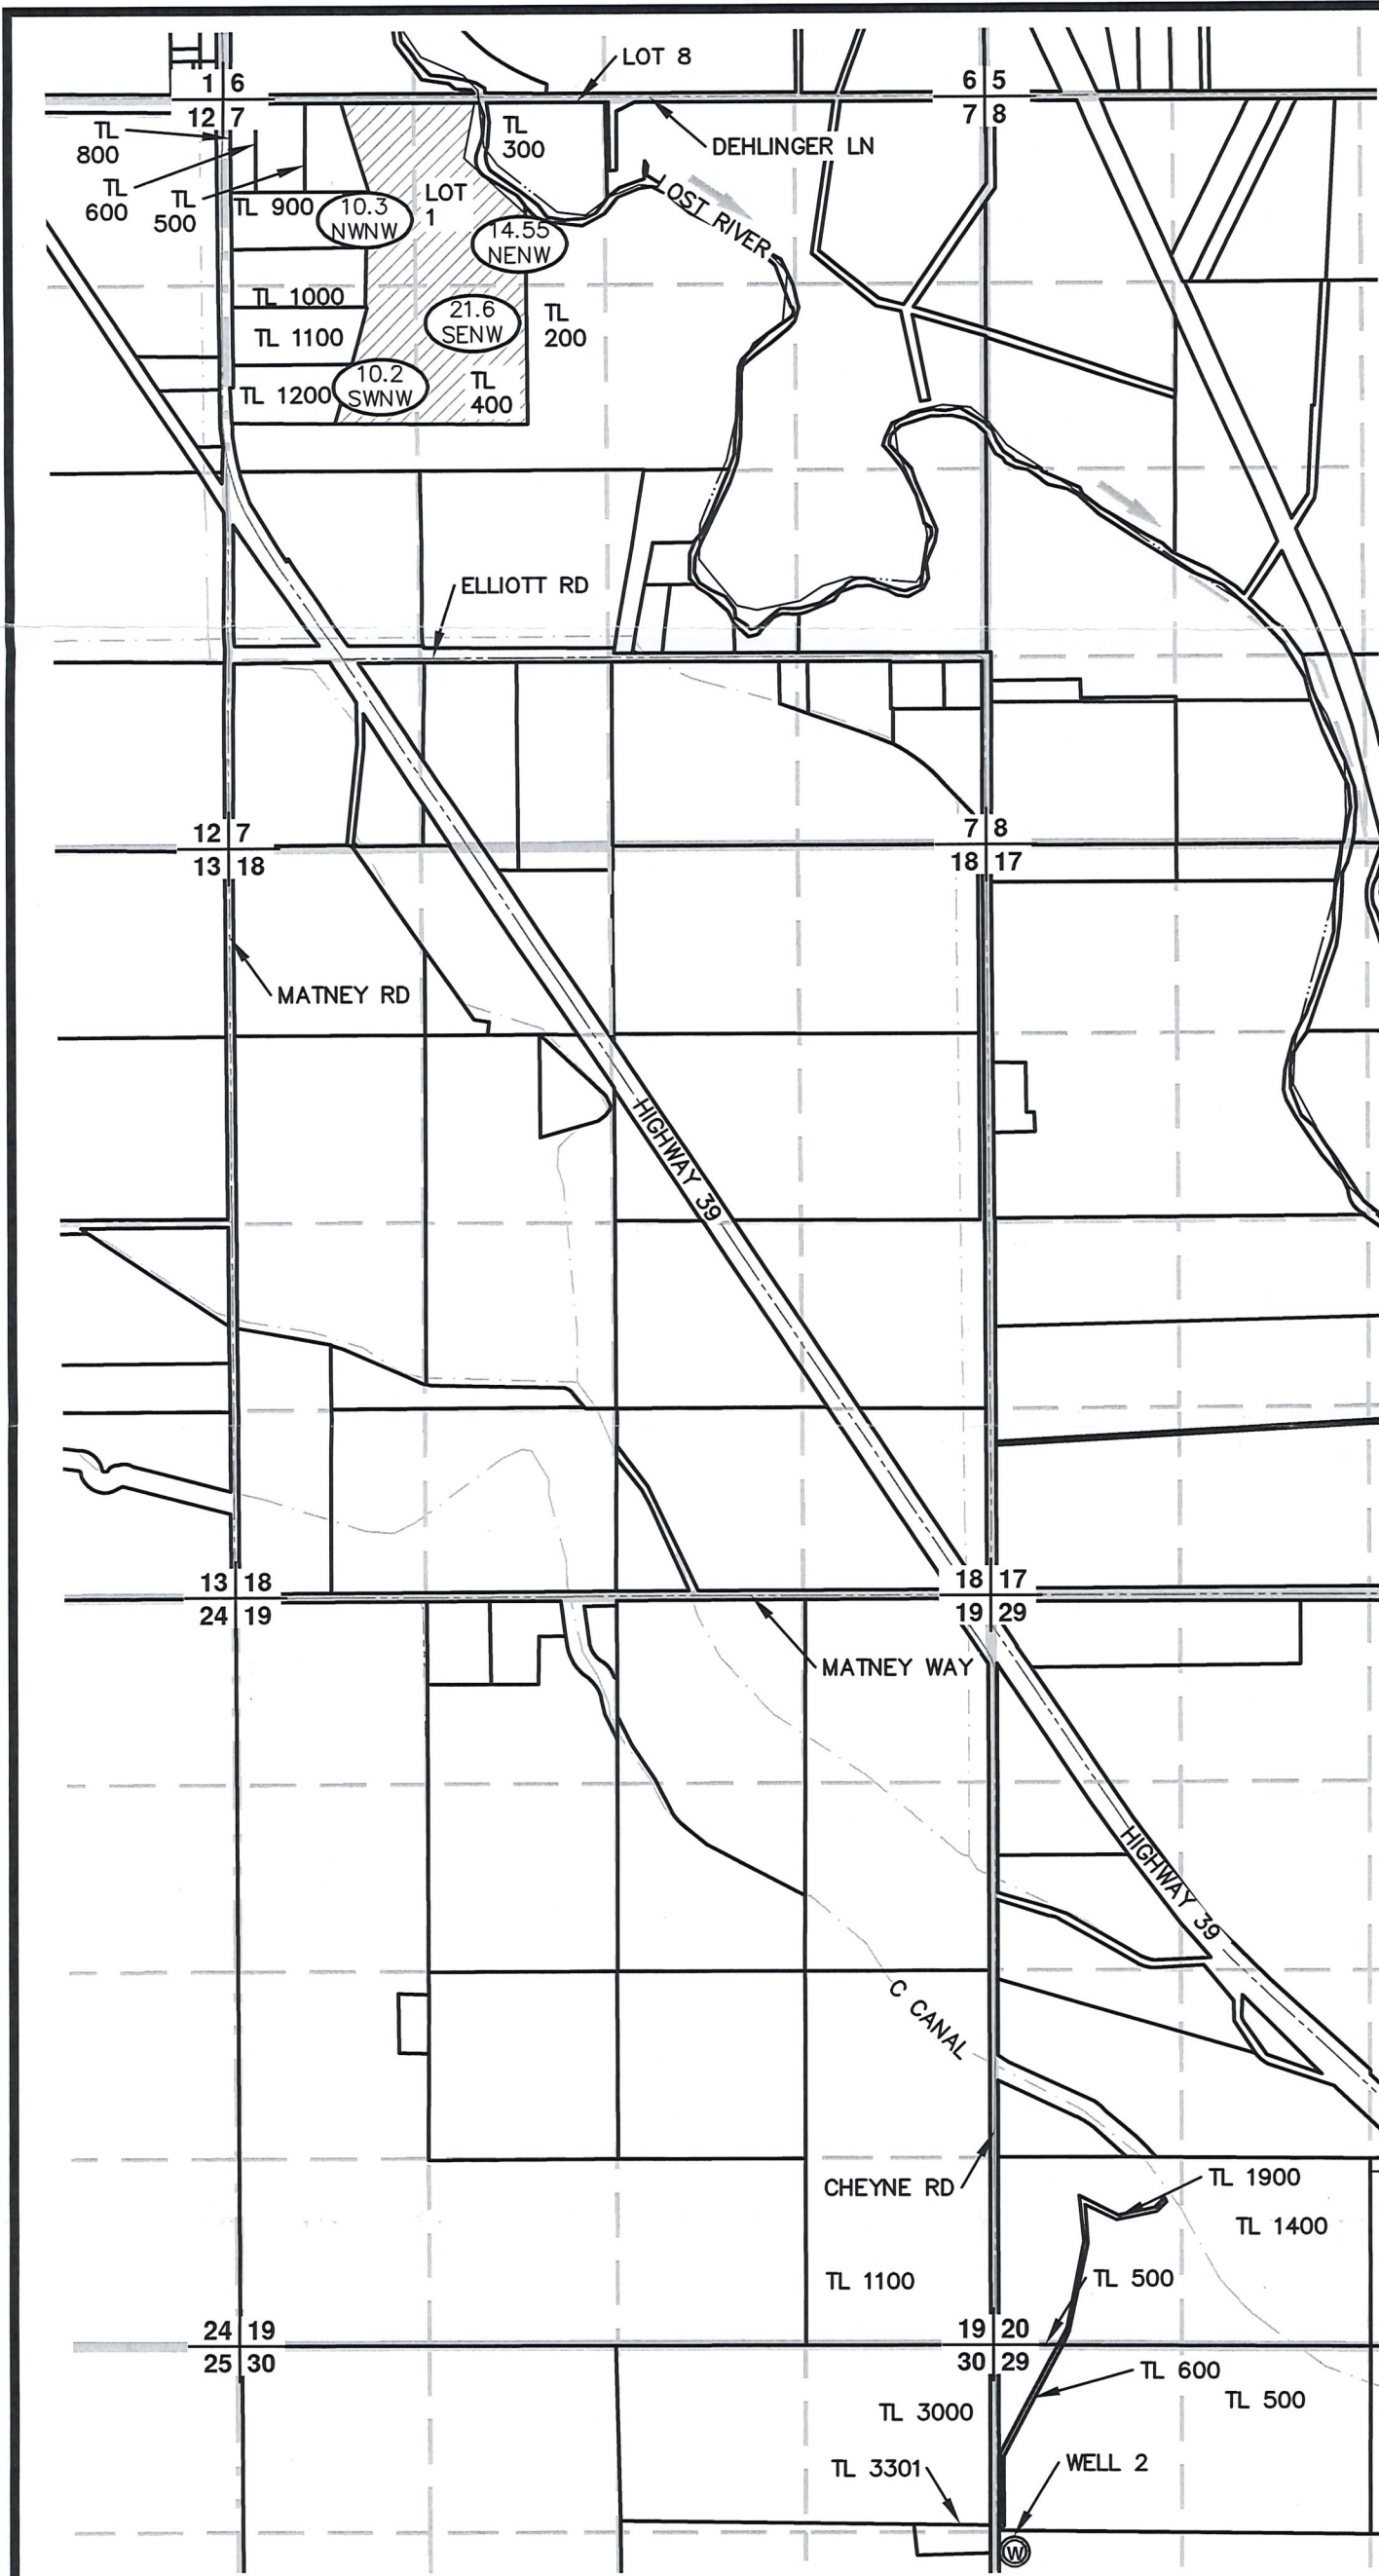 LOT 8
1 6
12 7
6 5
7 8
DEHLINGER LN
TL
800
TL
600
TL
500
TL
300
TL 900
10.3
NWNW
LOT
1
14.55
NENW
LOST RIVER
TL 1000
21.6
SENW
TL
200
TL 1100
10.2
SWNW
TL 1200
TL
400
ELLIOTT RD
12 7
13 18
7 8
18 17
MATNEY RD
HIGHWAY 39
13 18
24 19
18 17
19 29
MATNEY WAY
HIGHWAY 39
C CANAL
CHEYNE RD
TL 1900
TL 1400
TL 1100
TL 500
24 19
25 30
19 20
30 29
TL 600
TL 500
TL 3000
TL 3301
WELL 2
W